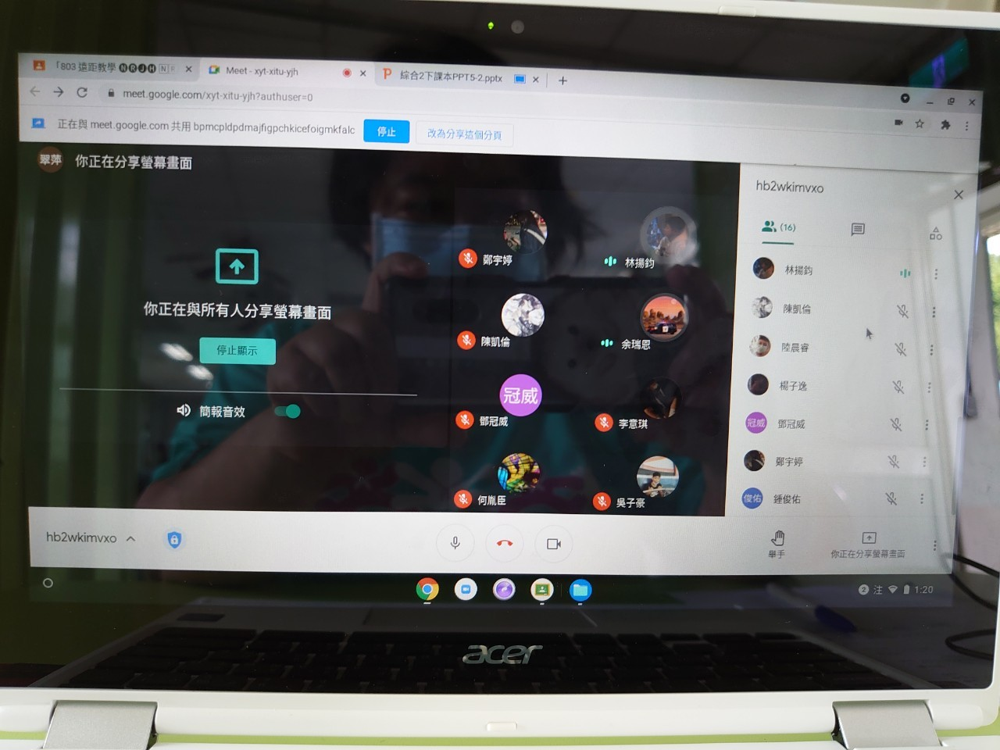 「803 遠距教學 🅝🅡🅙🅗
Meet - xyt-xitu-yjh
綜合2下課本PPT5-2.pptx
meet.google.com/xyt-xitu-yjh?authuser=0
正在與 meet.google.com 共用 bpmcpldpdmajfigpchkicefoigmkfalc
停止
改為分享這個分頁
翠萍
你正在分享螢幕畫面
你正在與所有人分享螢幕畫面
停止顯示
簡報音效
鄭宇婷
林揚鈞
陳凱倫
余瑞恩
冠威
鄧冠威
李意琪
何胤臣
吳子豪
hb2wkimvxo
(16)
林揚鈞
陳凱倫
陸晨睿
楊子逸
冠威
鄧冠威
鄭宇婷
俊佑
鍾俊佑
hb2wkimvxo
舉手
你正在分享螢幕畫面
2 注 1:20
acer